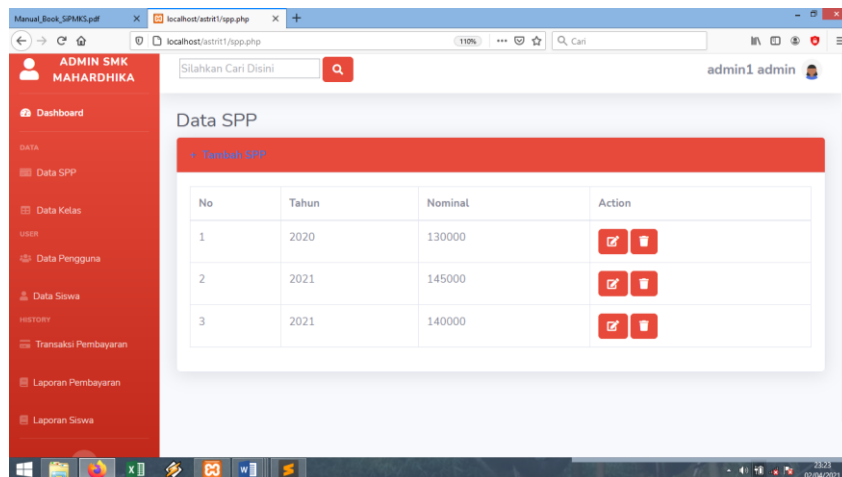 Manual_Book_SiPMKS.pdf
localhost/astrit1/spp.php
localhost/astrit1/spp.php
110%
Cari
ADMIN SMK
MAHARDHIKA
Silahkan Cari Disini
admin1 admin
Dashboard
Data SPP
DATA
+ Tambah SPP
Data SPP
No Tahun Nominal Action
Data Kelas
1 2020 130000
USER
Data Pengguna
2 2021 145000
Data Siswa
HISTORY
3 2021 140000
Transaksi Pembayaran
Laporan Pembayaran
Laporan Siswa
23:23
02/04/2021